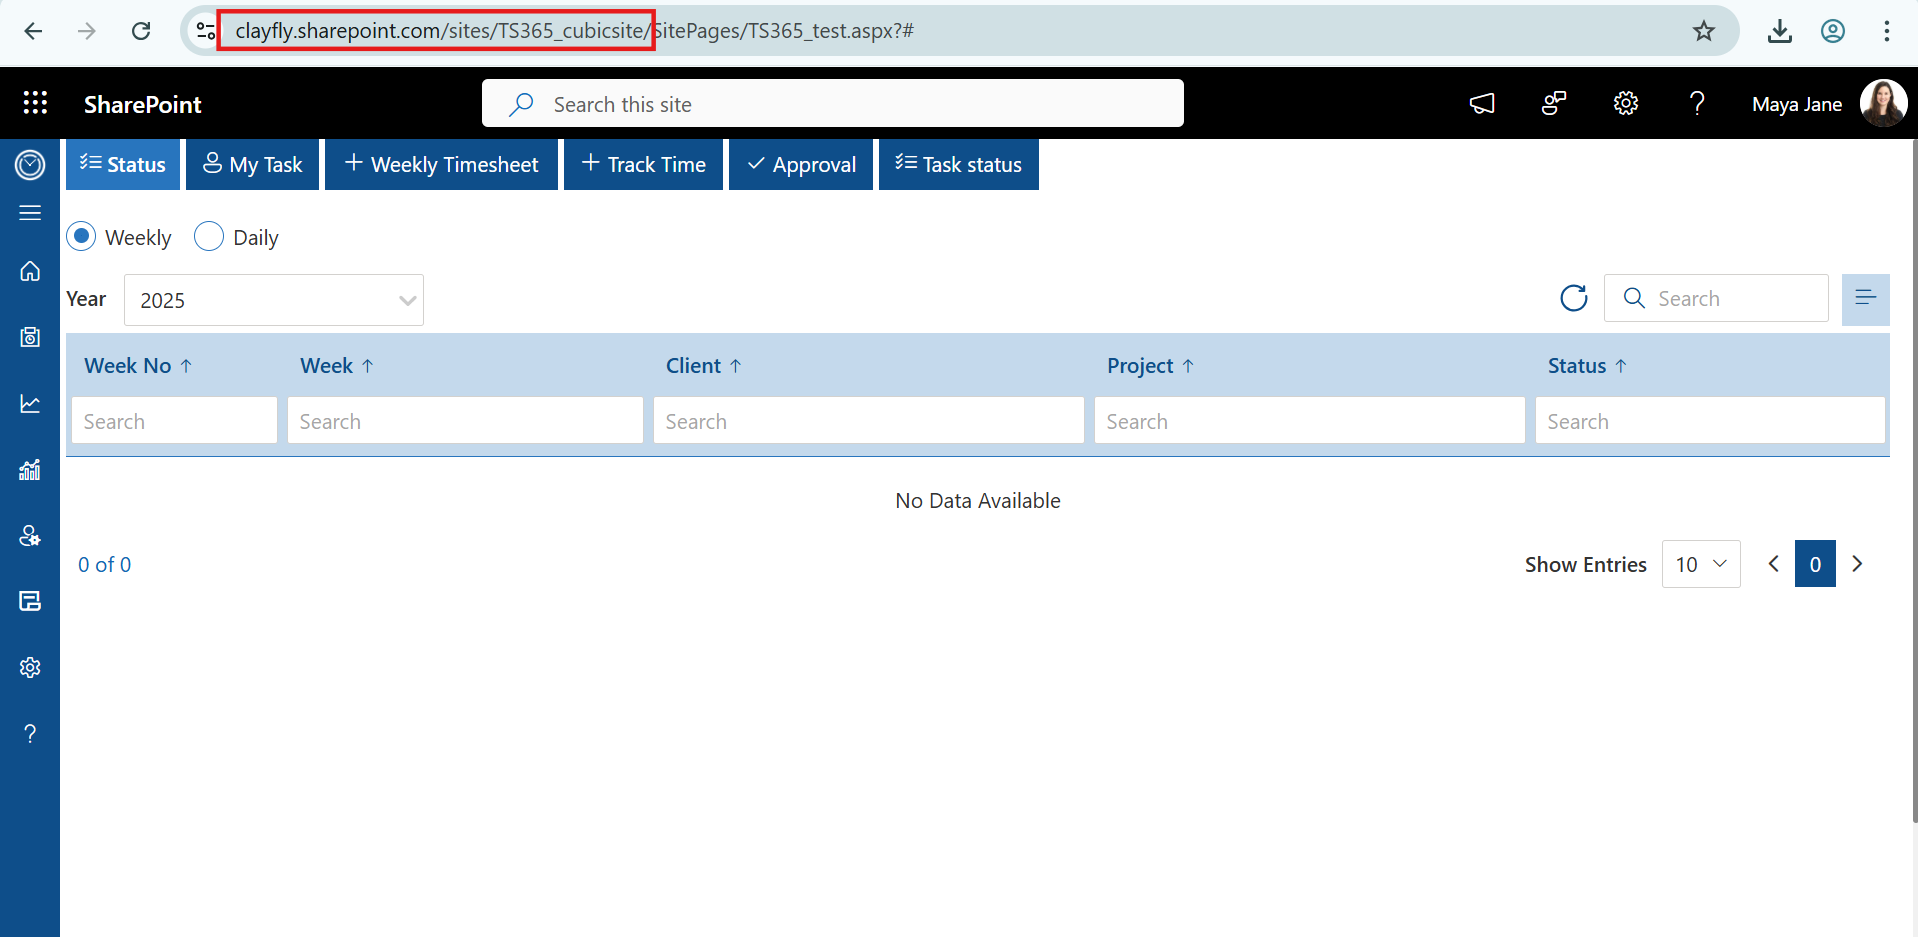 clayfly.sharepoint.com/sites/TS365_cubicsite/SitePages/TS365_test.aspx?#
SharePoint
Search this site
Maya Jane
Status
My Task
Weekly Timesheet
Track Time
Approval
Task status
Weekly
Daily
Year
2025
Search
Week No
Week
Client
Project
Status
Search
Search
Search
Search
Search
No Data Available
0 of 0
Show Entries
10
0